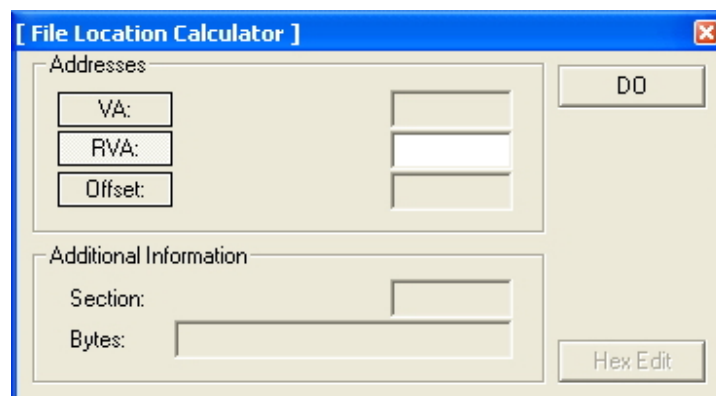 [ File Location Calculator ]
Addresses
DO
VA:
RVA:
Offset:
Additional Information
Section:
Bytes:
Hex Edit